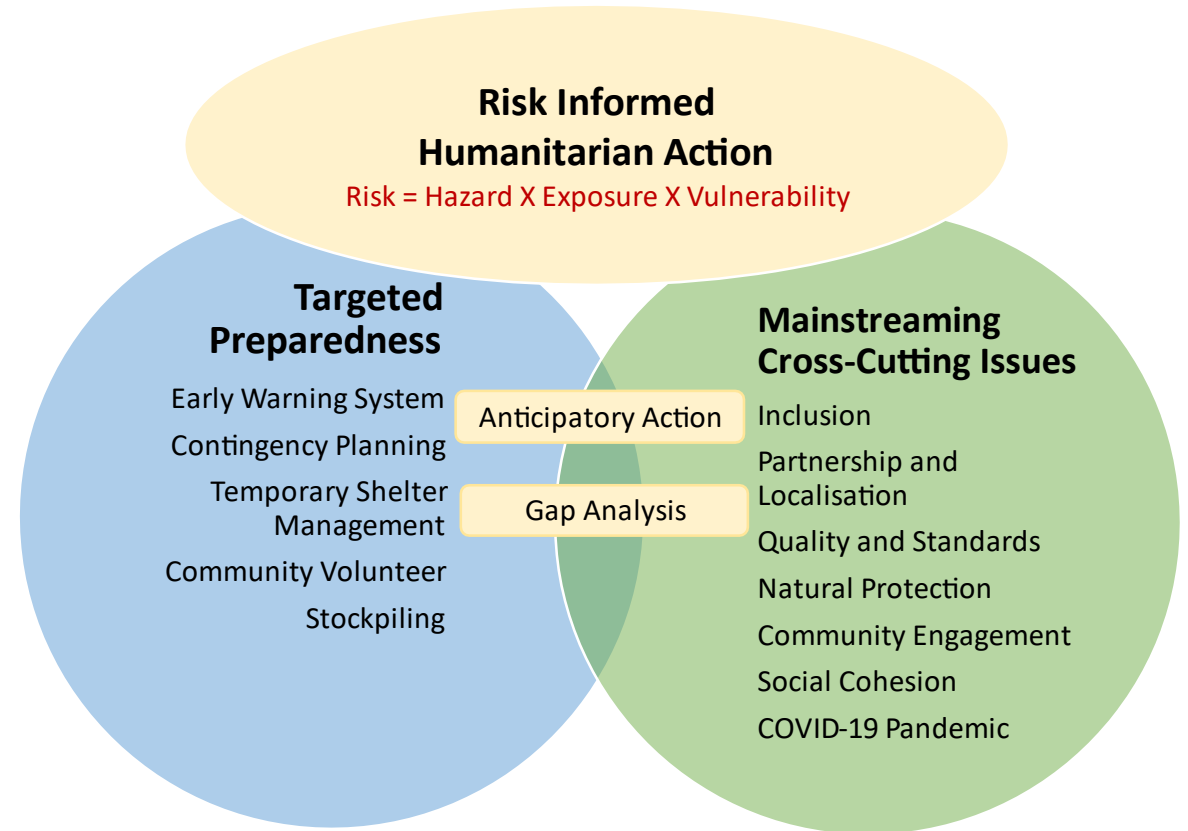 Risk Informed
Humanitarian Action
Risk = Hazard X Exposure X Vulnerability
Targeted
Preparedness
Early Warning System
Contingency Planning
Temporary Shelter
Management
Community Volunteer
Stockpiling
Anticipatory Action
Gap Analysis
Mainstreaming
Cross-Cutting Issues
Inclusion
Partnership and
Localisation
Quality and Standards
Natural Protection
Community Engagement
Social Cohesion
COVID-19 Pandemic